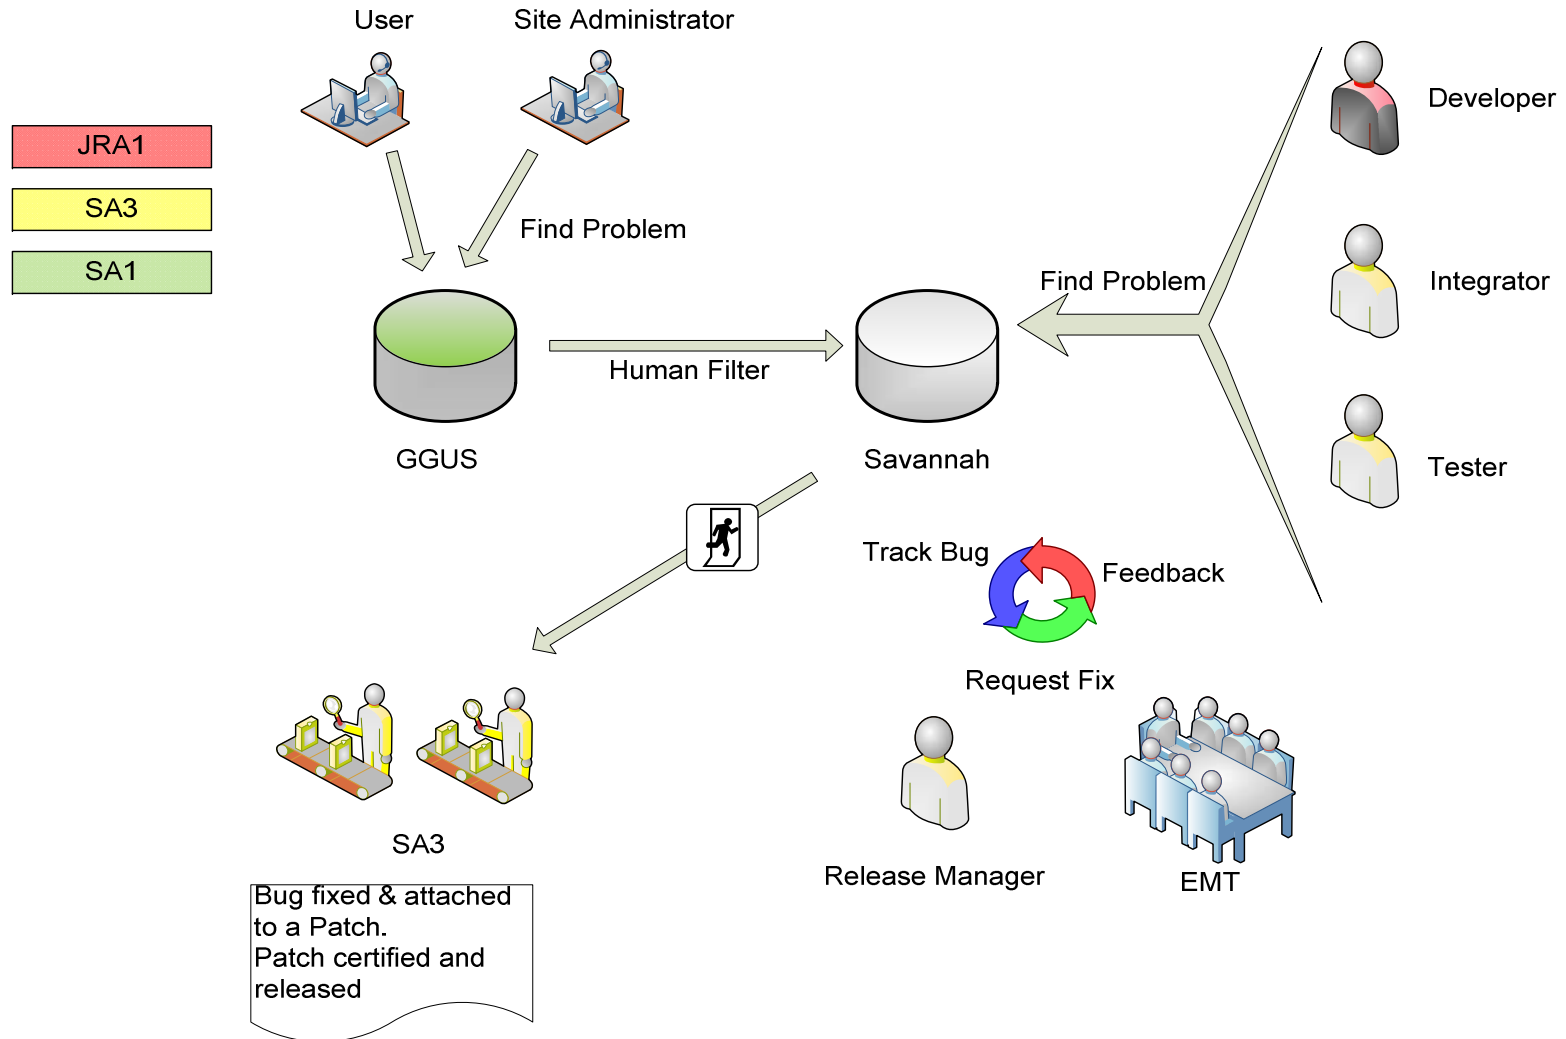 User
Site Administrator
Developer
JRA1
SA3
SA1
Find Problem
Find Problem
Integrator
Human Filter
GGUS
Savannah
Tester
Track Bug
Feedback
Request Fix
SA3
Release Manager
EMT
Bug fixed & attached
to a Patch.
Patch certified and
released